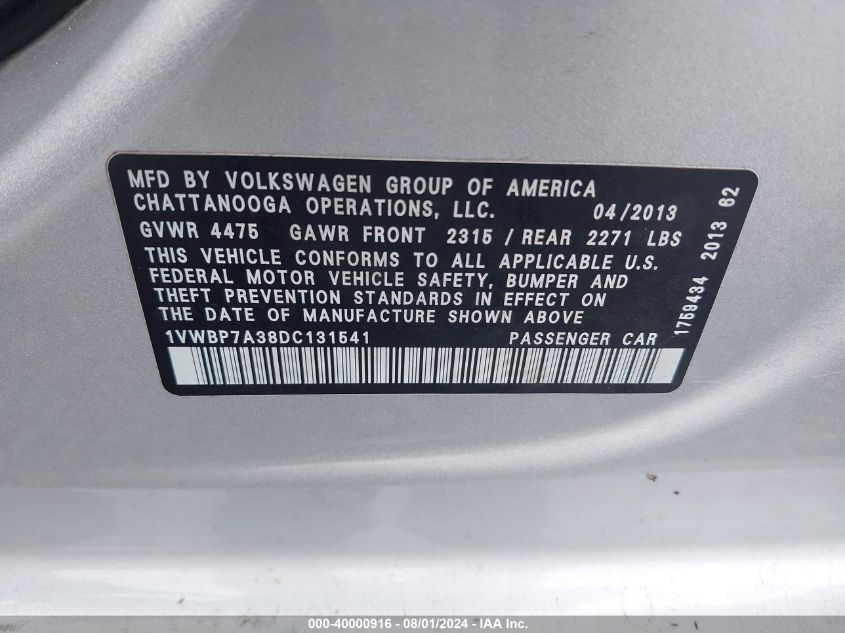 MFD BY VOLKSWAGEN GROUP OF AMERICA
CHATTANOOGA OPERATIONS, LLC. 04/2013
GVWR 4475 GAWR FRONT 2315 / REAR 2271 LBS
THIS VEHICLE CONFORMS TO ALL APPLICABLE U.S.
FEDERAL MOTOR VEHICLE SAFETY, BUMPER AND
THEFT PREVENTION STANDARDS IN EFFECT ON
THE DATE OF MANUFACTURE SHOWN ABOVE
1VWBP7A38DC131541 PASSENGER CAR
1759434 2013 62
000-40000916 - 08/01/2024 - IAA Inc.